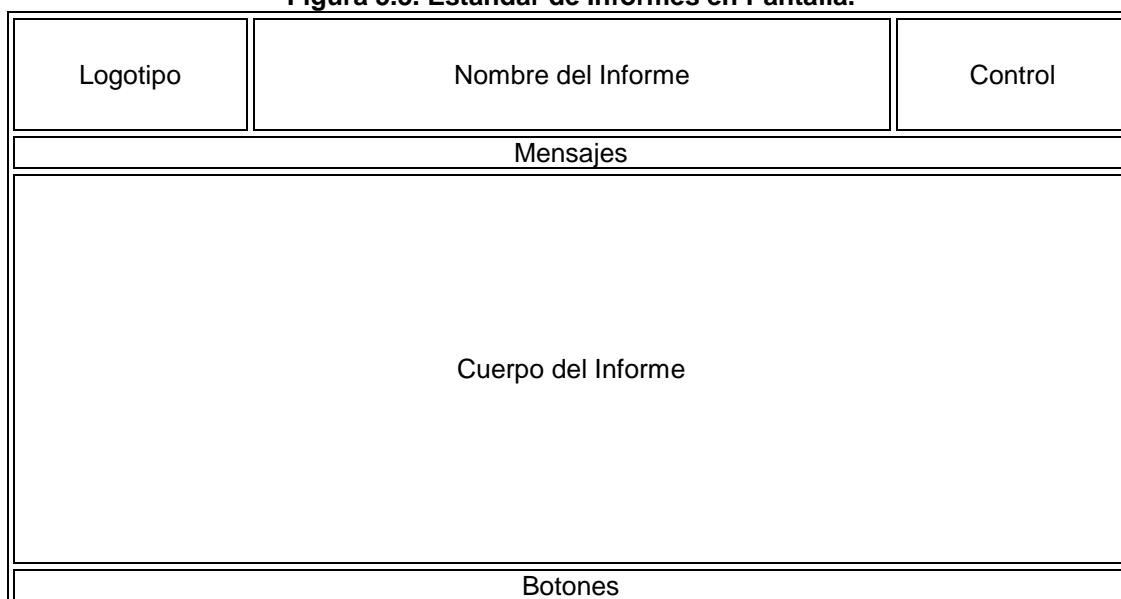 Logotipo
Nombre del Informe
Control
Mensajes
Cuerpo del Informe
Botones